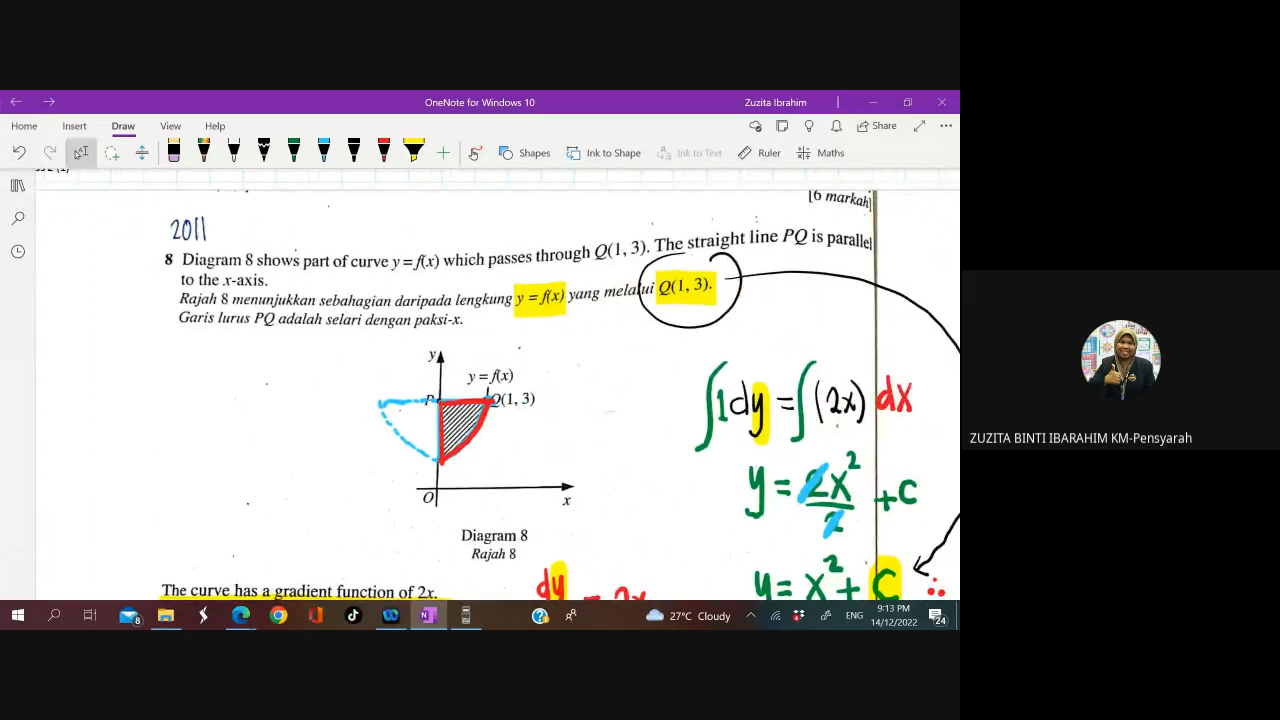 OneNote for Windows 10
Zuzita Ibrahim
Home Insert Draw View Help
Share
Shapes Ink to Shape Ink to Text Ruler Maths
[6 markah]
2011
8 Diagram 8 shows part of curve y = f(x) which passes through Q(1, 3). The straight line PQ is parallel
to the x-axis.
Rajah 8 menunjukkan sebahagian daripada lengkung y = f(x) yang melalui Q(1, 3).
Garis lurus PQ adalah selari dengan paksi-x.
y
y = f(x)
P
Q(1, 3)
O
x
Diagram 8
Rajah 8
∫1dy = ∫(2x) dx
y = 2x²/2 + c
y = x² + c
∴
The curve has a gradient function of 2x.
dy
= 2x
ZUZITA BINTI IBARAHIM KM-Pensyarah
8
27°C Cloudy
ENG
9:13 PM
14/12/2022
24